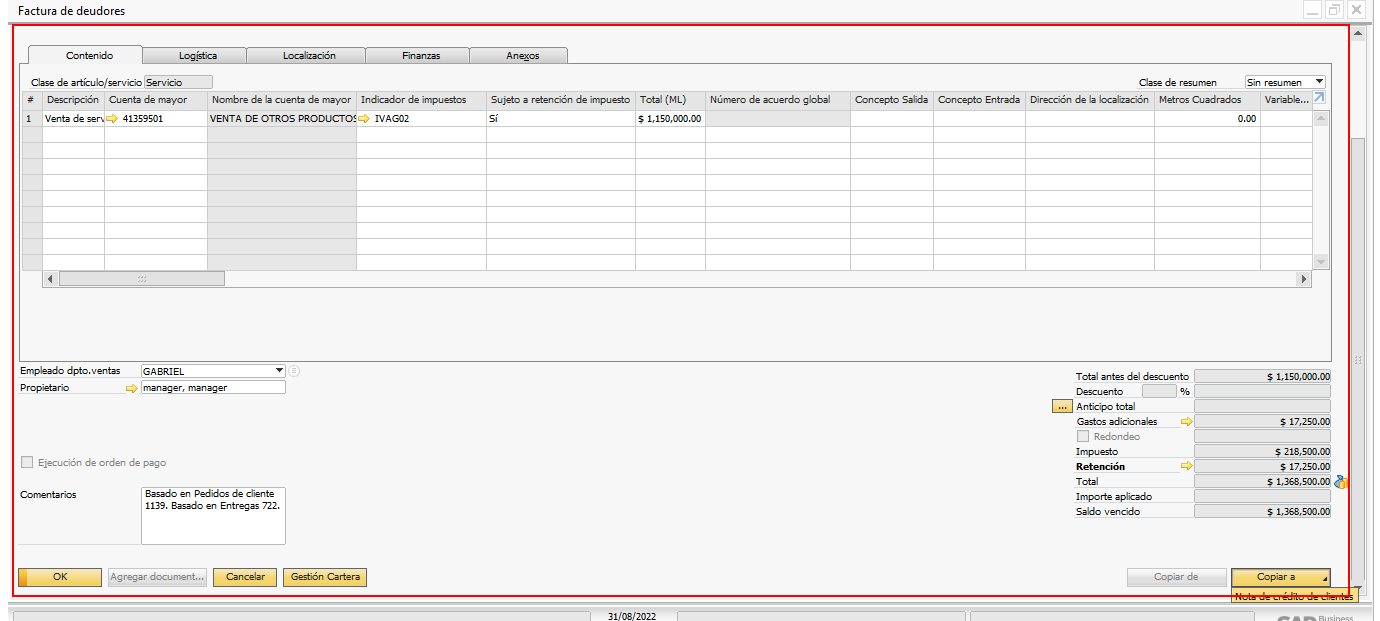 Factura de deudores
Contenido Logística Localización Finanzas Anexos
Clase de artículo/servicio Servicio Clase de resumen Sin resumen
# Descripción Cuenta de mayor Nombre de la cuenta de mayor Indicador de impuestos Sujeto a retención de impuesto Total (ML) Número de acuerdo global Concepto Salida Concepto Entrada Dirección de la localización Metros Cuadrados Variable...
1 Venta de serv 41359501 VENTA DE OTROS PRODUCTOS IVAG02 Sí $ 1,150,000.00 0.00
Empleado dpto.ventas GABRIEL
Propietario manager, manager
Total antes del descuento $ 1,150,000.00
Descuento %
... Anticipo total
Gastos adicionales $ 17,250.00
Redondeo
Impuesto $ 218,500.00
Ejecución de orden de pago
Retención $ 17,250.00
Total $ 1,368,500.00
Importe aplicado
Saldo vencido $ 1,368,500.00
Comentarios Basado en Pedidos de cliente
1139. Basado en Entregas 722.
OK Agregar document... Cancelar Gestión Cartera Copiar de Copiar a
Nota de crédito de clientes
31/08/2022
SAP Business